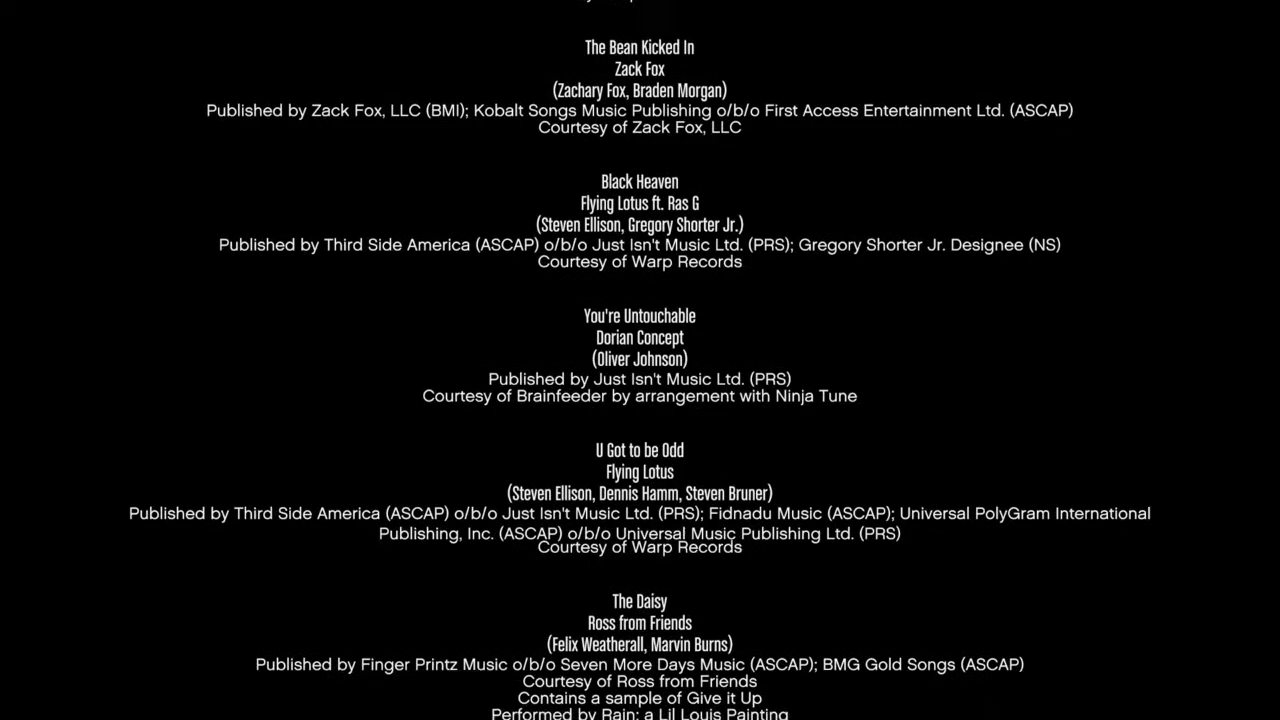 The Bean Kicked In
Zack Fox
(Zachary Fox, Braden Morgan)
Published by Zack Fox, LLC (BMI); Kobalt Songs Music Publishing o/b/o First Access Entertainment Ltd. (ASCAP)
Courtesy of Zack Fox, LLC
Black Heaven
Flying Lotus ft. Ras G
(Steven Ellison, Gregory Shorter Jr.)
Published by Third Side America (ASCAP) o/b/o Just Isn't Music Ltd. (PRS); Gregory Shorter Jr. Designee (NS)
Courtesy of Warp Records
You're Untouchable
Dorian Concept
(Oliver Johnson)
Published by Just Isn't Music Ltd. (PRS)
Courtesy of Brainfeeder by arrangement with Ninja Tune
U Got to be Odd
Flying Lotus
(Steven Ellison, Dennis Hamm, Steven Bruner)
Published by Third Side America (ASCAP) o/b/o Just Isn't Music Ltd. (PRS); Fidnadu Music (ASCAP); Universal PolyGram International
Publishing, Inc. (ASCAP) o/b/o Universal Music Publishing Ltd. (PRS)
Courtesy of Warp Records
The Daisy
Ross from Friends
(Felix Weatherall, Marvin Burns)
Published by Finger Printz Music o/b/o Seven More Days Music (ASCAP); BMG Gold Songs (ASCAP)
Courtesy of Ross from Friends
Contains a sample of Give it Up
Performed by Rain; a Lil Louis Painting